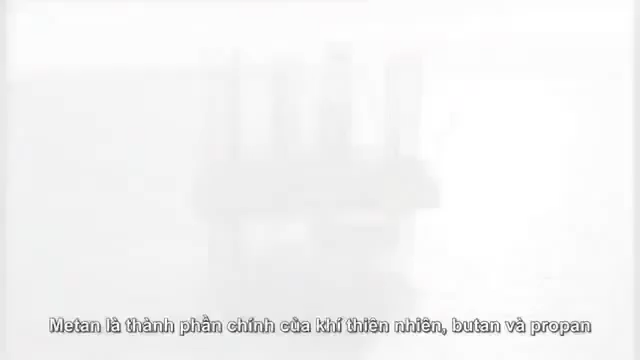 Metan là thành phần chính của khí thiên nhiên, butan và propan